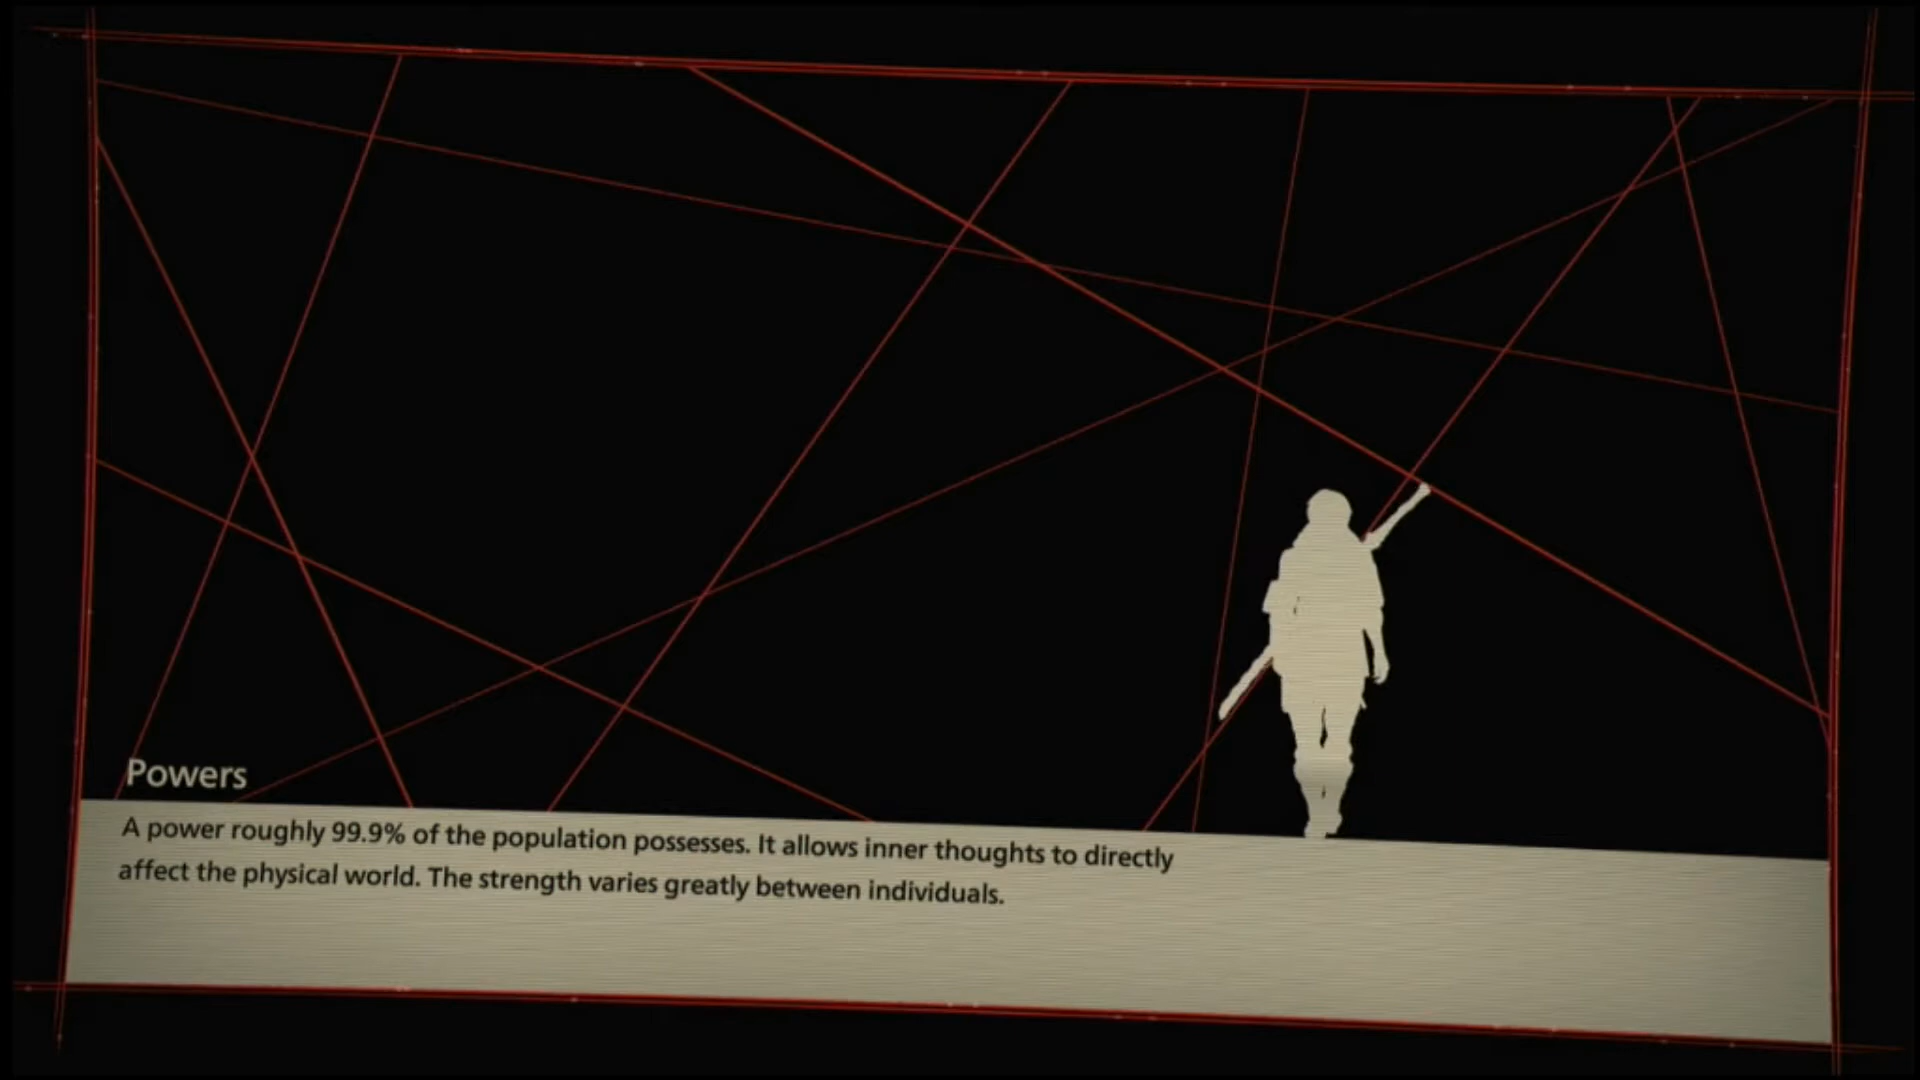 Powers
A power roughly 99.9% of the population possesses. It allows inner thoughts to directly
affect the physical world. The strength varies greatly between individuals.